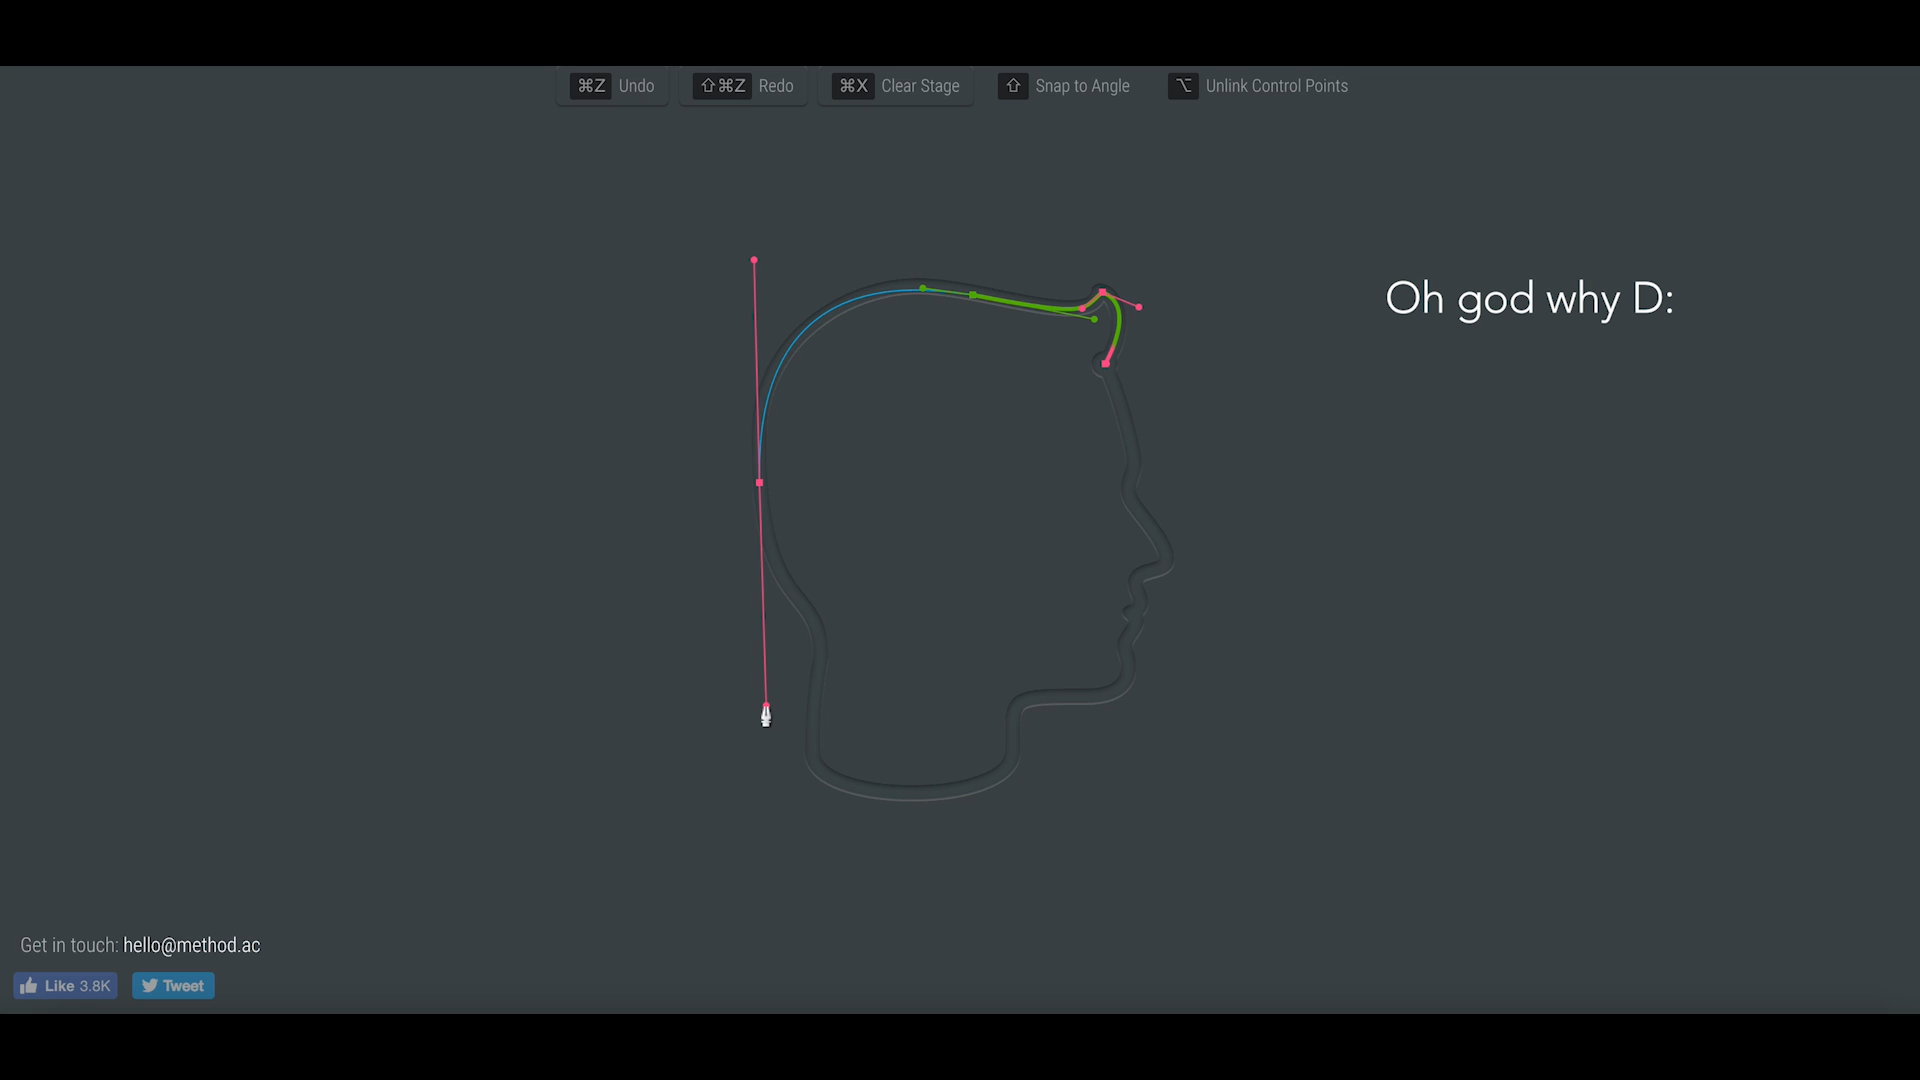 ⌘Z Undo ⇧⌘Z Redo ⌘X Clear Stage ⇧ Snap to Angle ⌥ Unlink Control Points
Oh god why D:
Get in touch: hello@method.ac
Like 3.8K Tweet